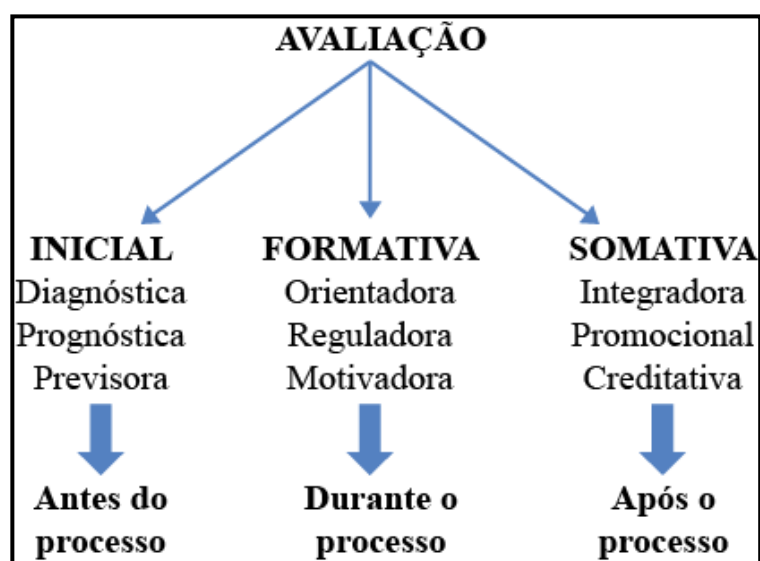 AVALIAÇÃO
INICIAL
Diagnóstica
Prognóstica
Previsora
Antes do
processo
FORMATIVA
Orientadora
Reguladora
Motivadora
Durante o
processo
SOMATIVA
Integradora
Promocional
Creditativa
Após o
processo